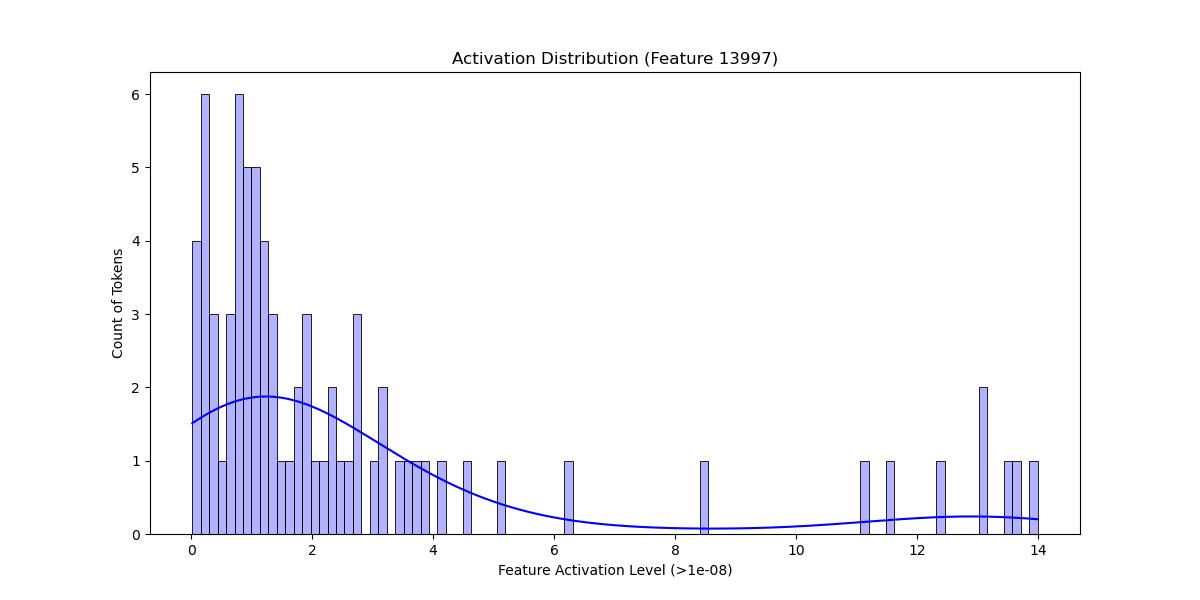 Activation Distribution (Feature 13997)
6
5
4
3
2
1
0
Count of Tokens
0 2 4 6 8 10 12 14
Feature Activation Level (>1e-08)